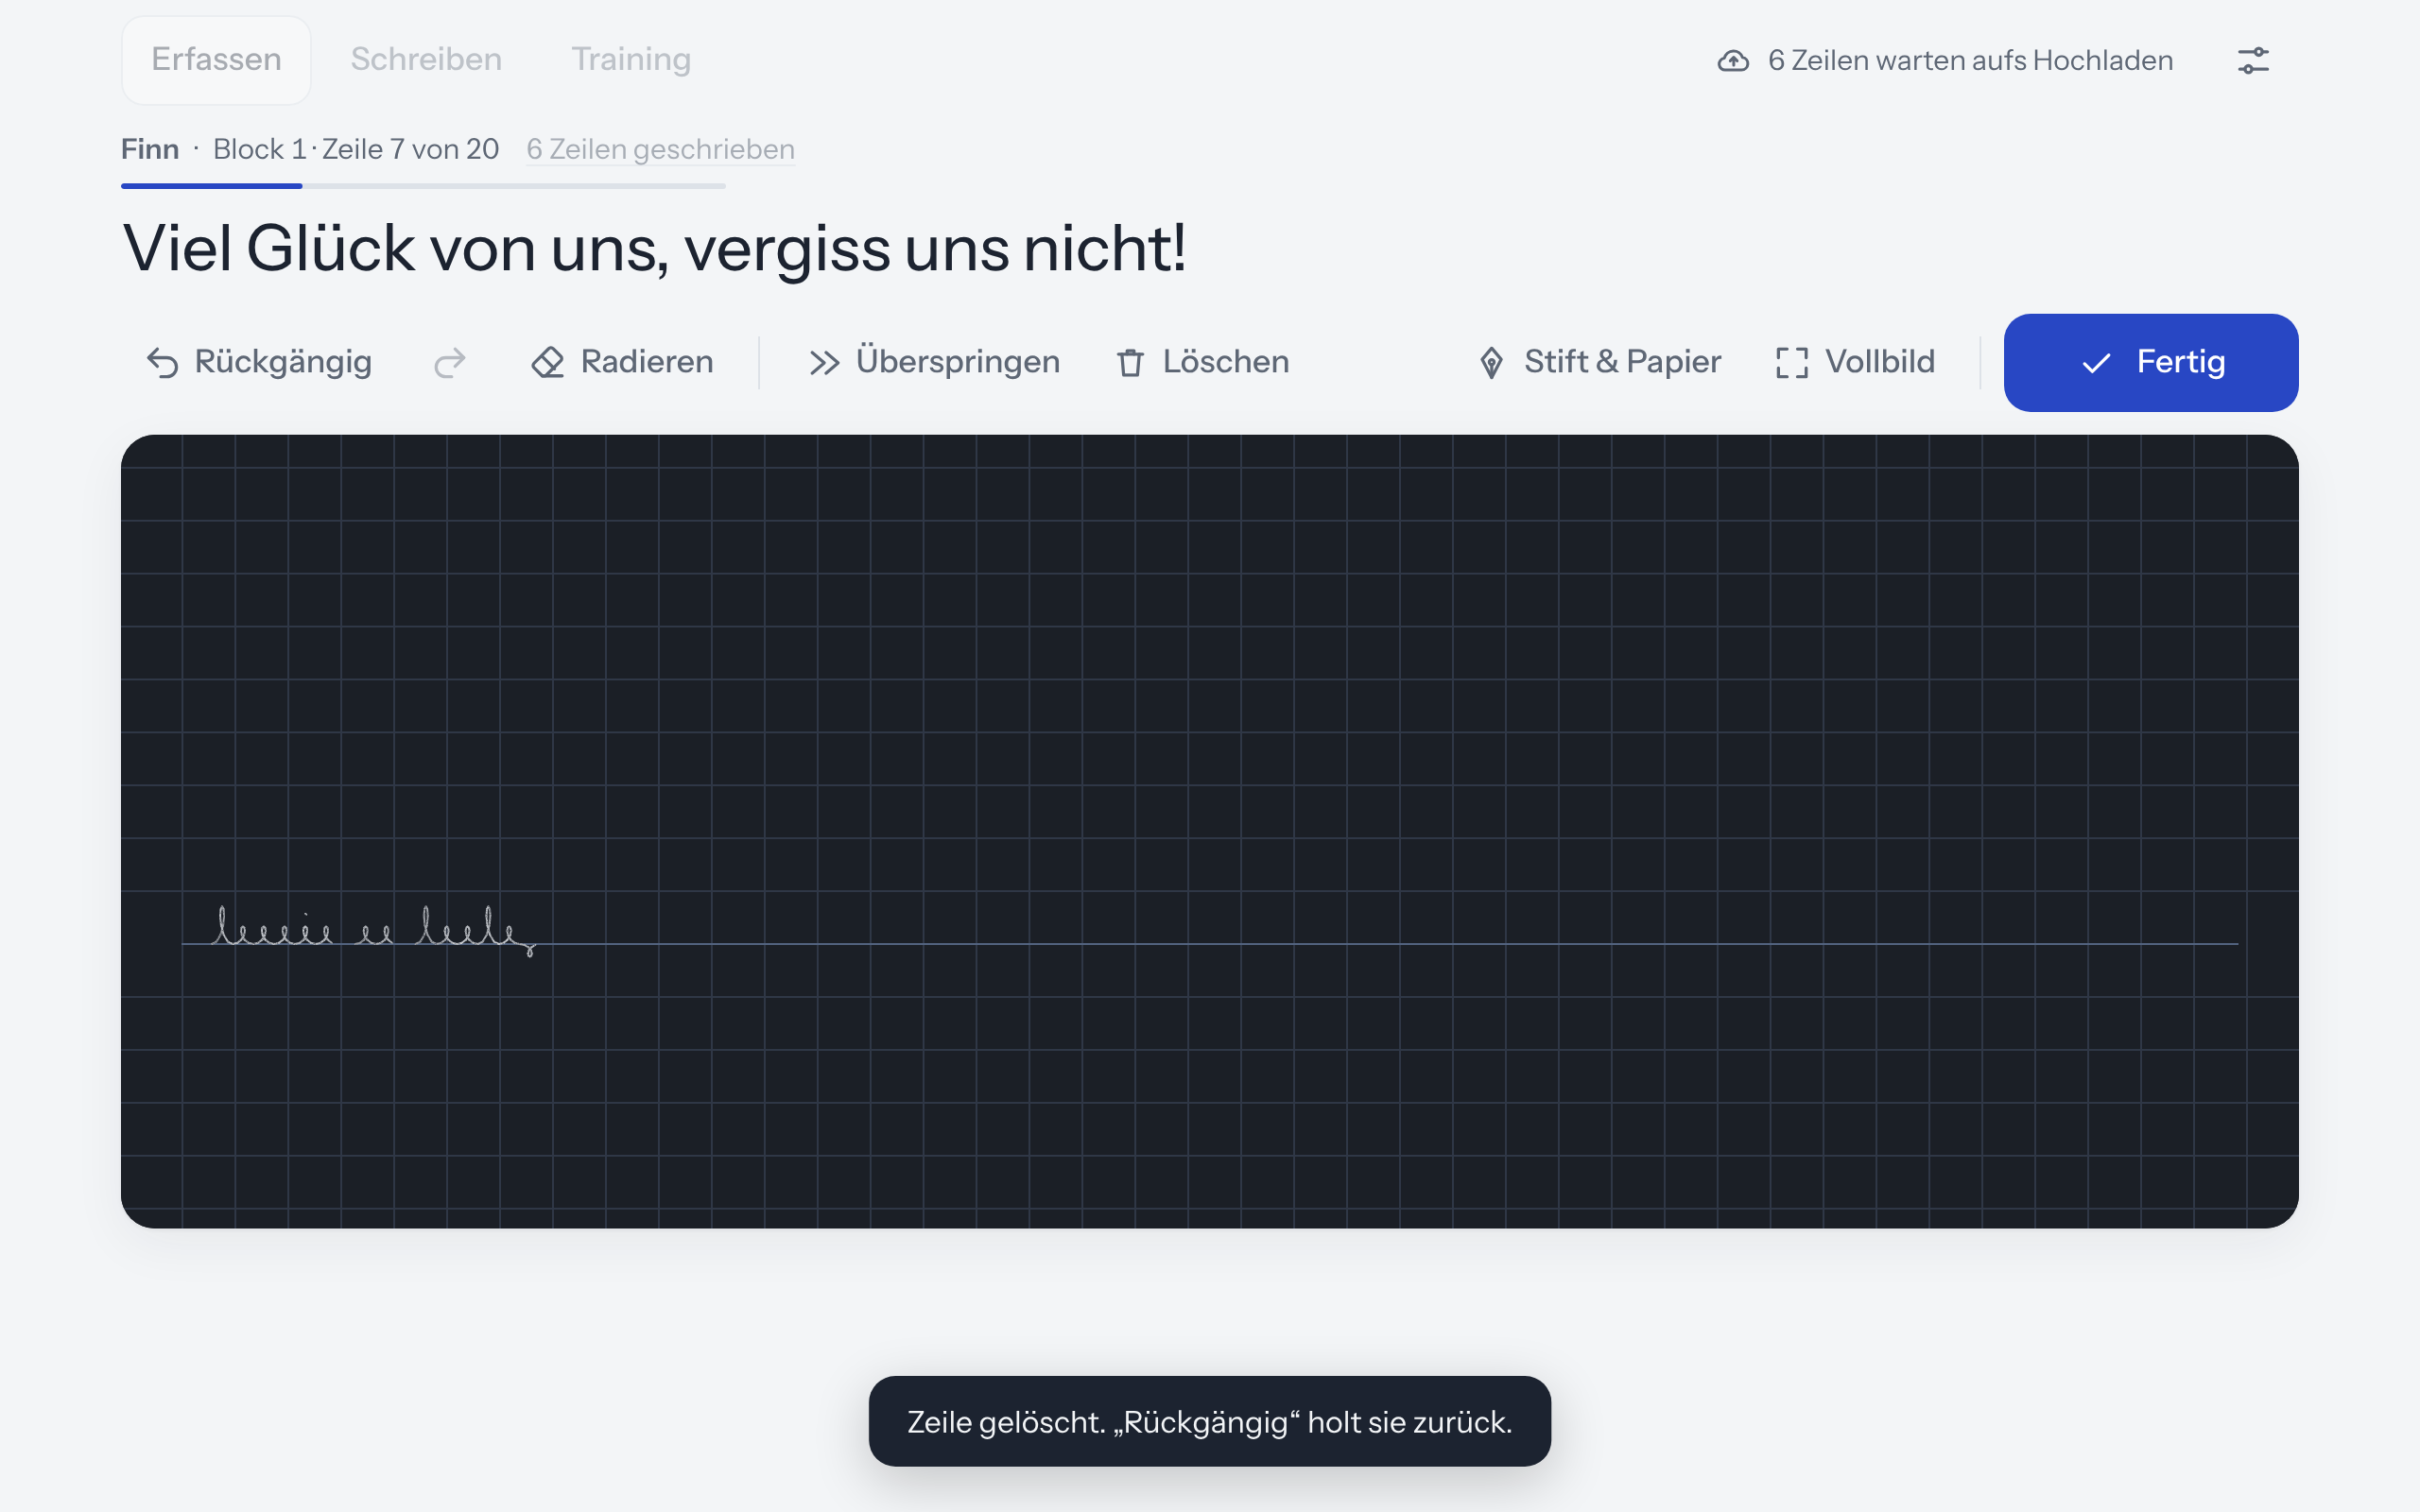 Erfassen Schreiben Training 6 Zeilen warten aufs Hochladen
Finn · Block 1 · Zeile 7 von 20 6 Zeilen geschrieben
Viel Glück von uns, vergiss uns nicht!
Rückgängig Radieren Überspringen Löschen Stift & Papier Vollbild Fertig
Zeile gelöscht. „Rückgängig“ holt sie zurück.